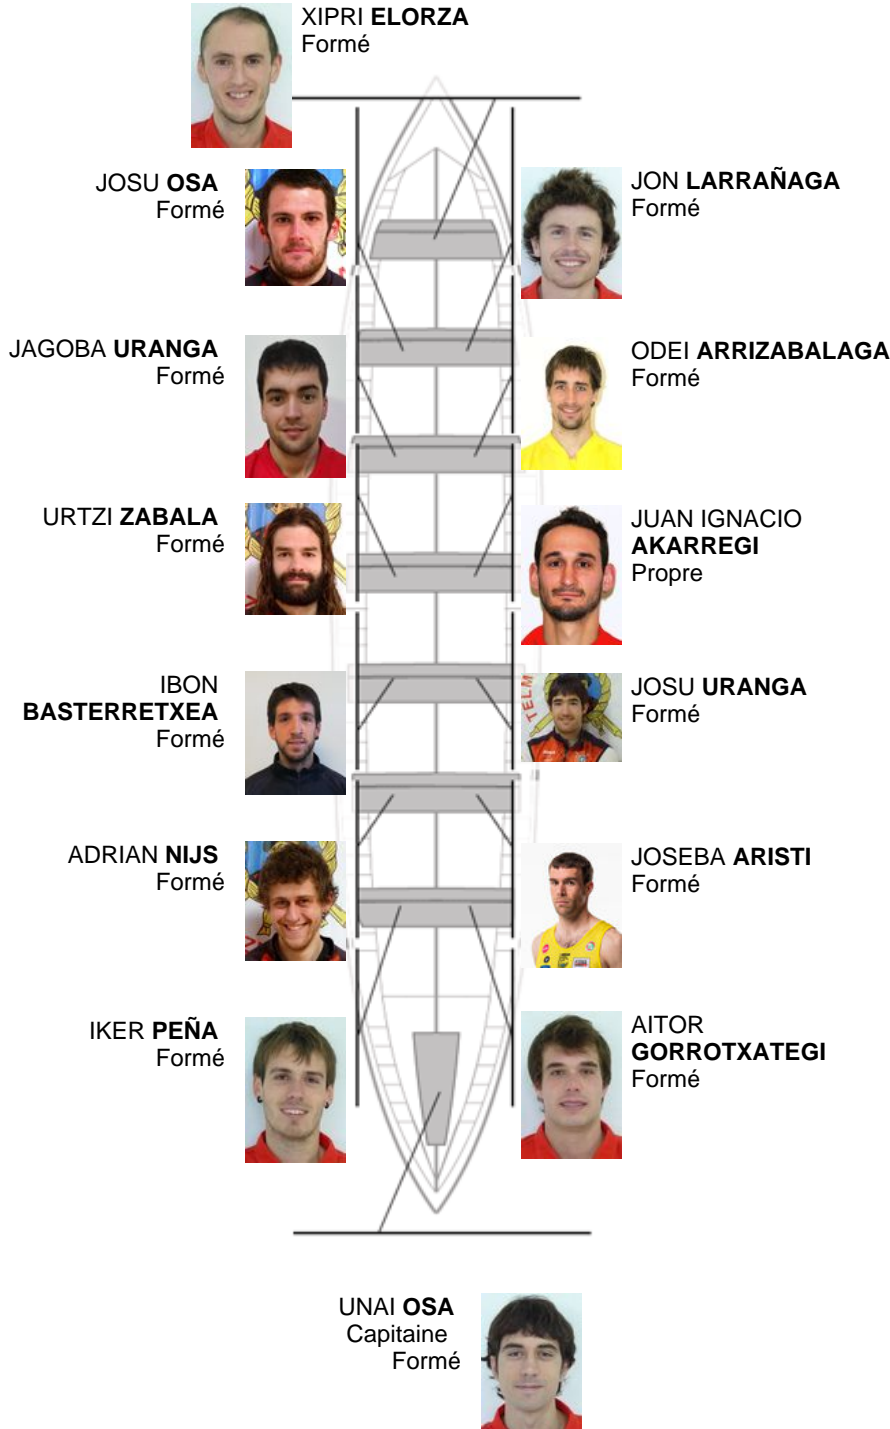 XIPRI ELORZA
Formé
JOSU OSA
Formé
JON LARRAÑAGA
Formé
JAGOBA URANGA
Formé
ODEI ARRIZABALAGA
Formé
URTZI ZABALA
Formé
JUAN IGNACIO
AKARREGI
Propre
IBON
BASTERRETXEA
Formé
JOSU URANGA
Formé
TELM
ADRIAN NIJS
Formé
JOSEBA ARISTI
Formé
IKER PEÑA
Formé
AITOR
GORROTXATEGI
Formé
UNAI OSA
Capitaine
Formé